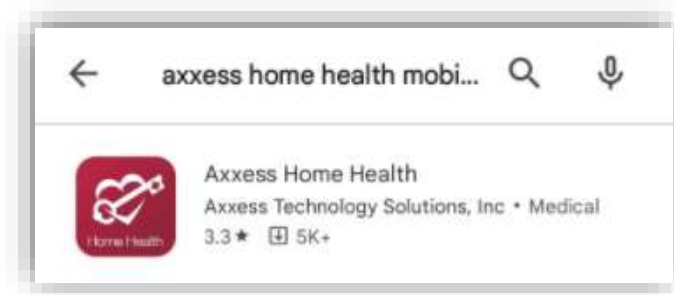 axxess home health mobi...
Axxess Home Health
Axxess Technology Solutions, Inc • Medical
3.3★ 5K+
Home Health